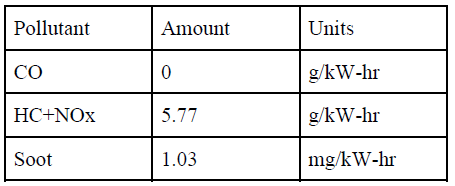 Pollutant Amount Units
CO 0 g/kW-hr
HC+NOx 5.77 g/kW-hr
Soot 1.03 mg/kW-hr